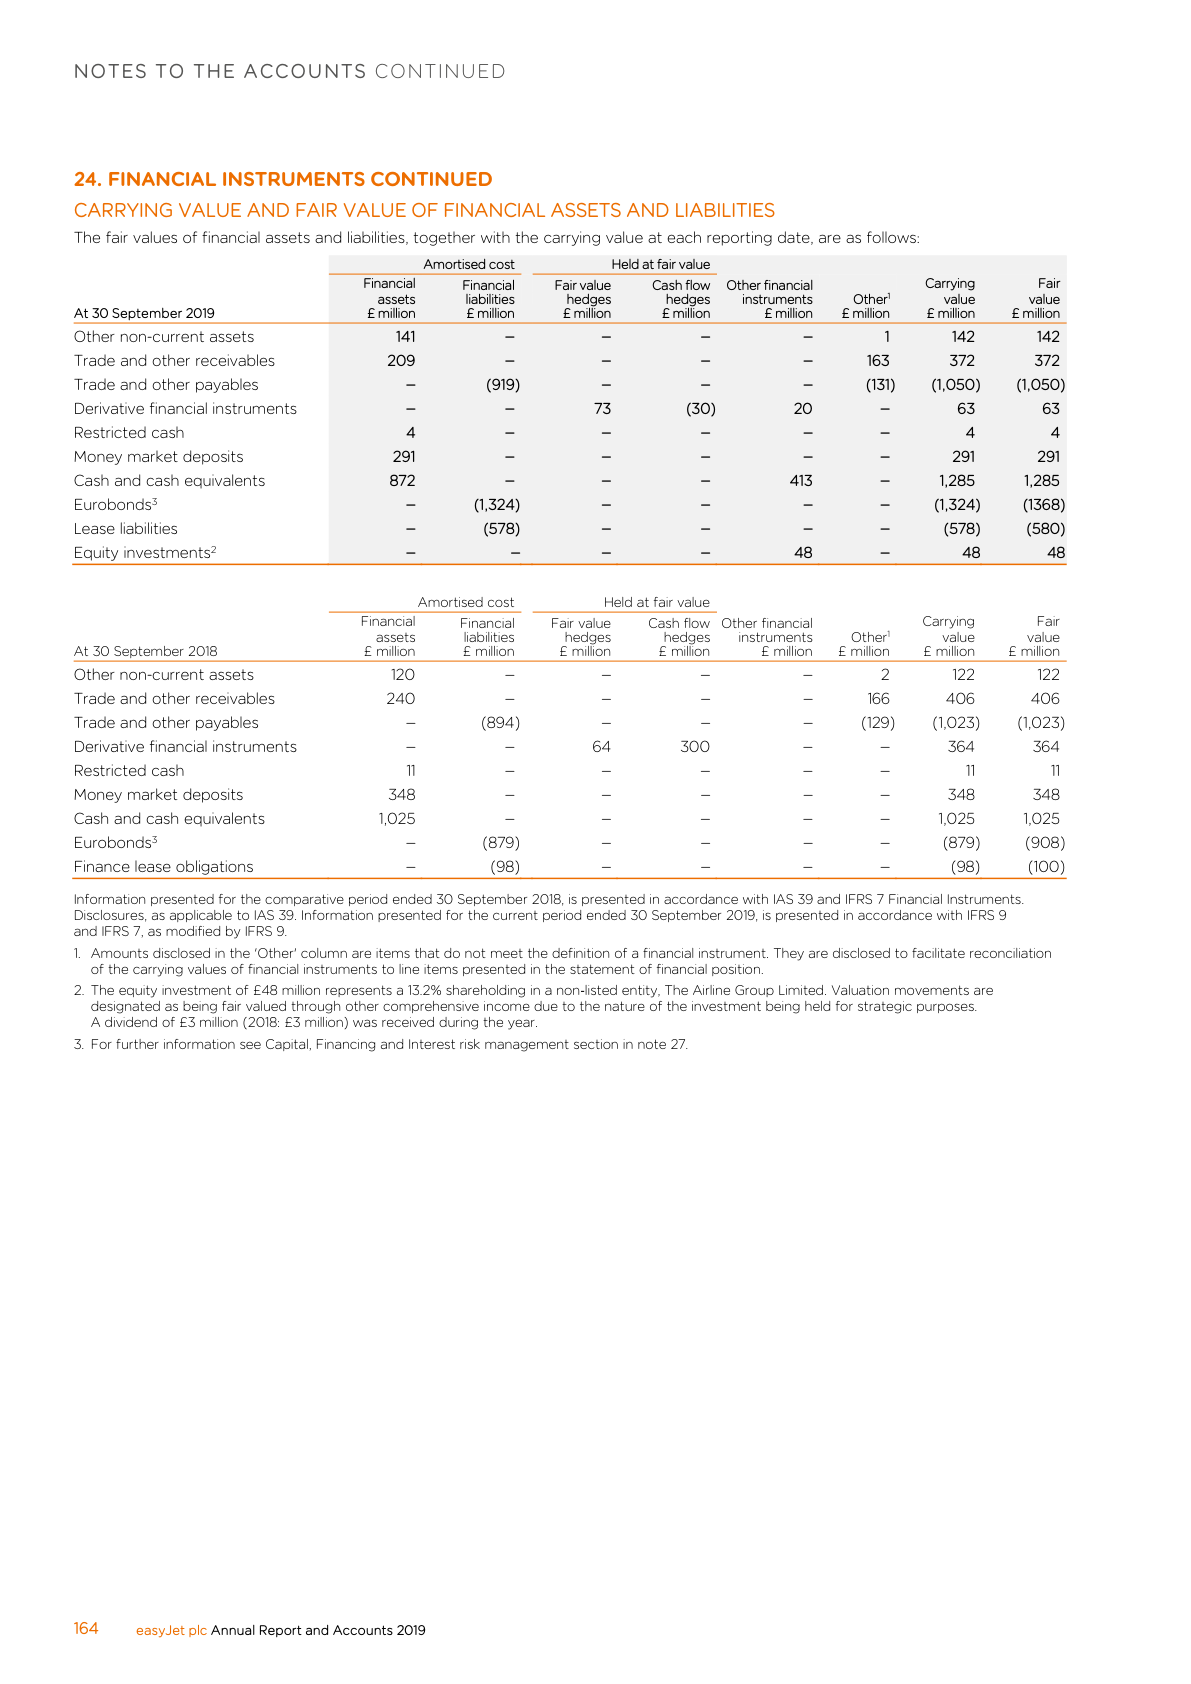 NOTES TO THE ACCOUNTS CONTINUED
24. FINANCIAL INSTRUMENTS CONTINUED
CARRYING VALUE AND FAIR VALUE OF FINANCIAL ASSETS AND LIABILITIES
The fair values of financial assets and liabilities, together with the carrying value at each reporting date, are as follows:
Amortised cost Held at fair value
At 30 September 2019 Financial assets £ million Financial liabilities £ million Fair value hedges £ million Cash flow hedges £ million Other financial instruments £ million Other¹ £ million Carrying value £ million Fair value £ million
Other non-current assets 141 – – – – 1 142 142
Trade and other receivables 209 – – – – 163 372 372
Trade and other payables – (919) – – – (131) (1,050) (1,050)
Derivative financial instruments – – 73 (30) 20 – 63 63
Restricted cash 4 – – – – – 4 4
Money market deposits 291 – – – – – 291 291
Cash and cash equivalents 872 – – – 413 – 1,285 1,285
Eurobonds³ – (1,324) – – – – (1,324) (1368)
Lease liabilities – (578) – – – – (578) (580)
Equity investments² – – – – 48 – 48 48
Amortised cost Held at fair value
At 30 September 2018 Financial assets £ million Financial liabilities £ million Fair value hedges £ million Cash flow hedges £ million Other financial instruments £ million Other¹ £ million Carrying value £ million Fair value £ million
Other non-current assets 120 – – – – 2 122 122
Trade and other receivables 240 – – – – 166 406 406
Trade and other payables – (894) – – – (129) (1,023) (1,023)
Derivative financial instruments – – 64 300 – – 364 364
Restricted cash 11 – – – – – 11 11
Money market deposits 348 – – – – – 348 348
Cash and cash equivalents 1,025 – – – – – 1,025 1,025
Eurobonds³ – (879) – – – – (879) (908)
Finance lease obligations – (98) – – – – (98) (100)
Information presented for the comparative period ended 30 September 2018, is presented in accordance with IAS 39 and IFRS 7 Financial Instruments.
Disclosures, as applicable to IAS 39. Information presented for the current period ended 30 September 2019, is presented in accordance with IFRS 9
and IFRS 7, as modified by IFRS 9.
1. Amounts disclosed in the 'Other' column are items that do not meet the definition of a financial instrument. They are disclosed to facilitate reconciliation
of the carrying values of financial instruments to line items presented in the statement of financial position.
2. The equity investment of £48 million represents a 13.2% shareholding in a non-listed entity, The Airline Group Limited. Valuation movements are
designated as being fair valued through other comprehensive income due to the nature of the investment being held for strategic purposes.
A dividend of £3 million (2018: £3 million) was received during the year.
3. For further information see Capital, Financing and Interest risk management section in note 27.
164 easyJet plc Annual Report and Accounts 2019